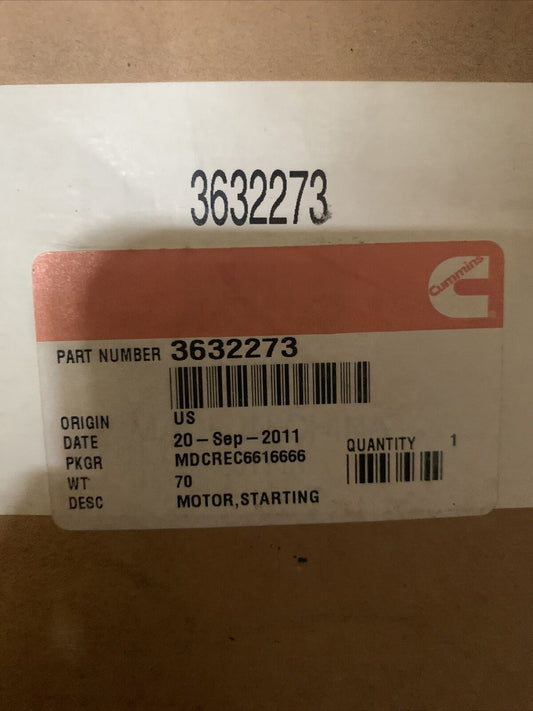 3632273
Cummins
PART NUMBER 3632273
ORIGIN US
DATE 20-Sep-2011
PKGR MDCREC6616666
QUANTITY 1
WT 70
DESC MOTOR,STARTING